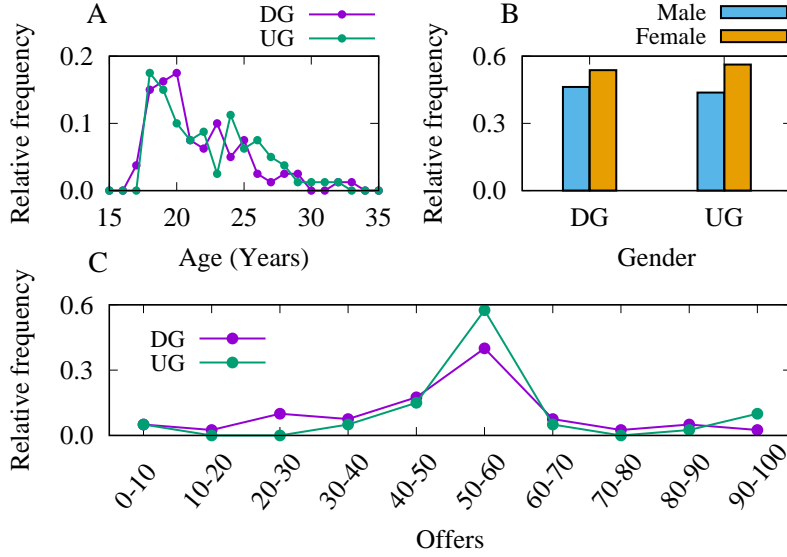 A
DG
UG
Relative frequency
0.2
0.1
0.0
15 20 25 30 35
Age (Years)
B
Male
Female
Relative frequency
0.6
0.3
0.0
DG UG
Gender
C
DG
UG
Relative frequency
0.6
0.3
0.0
0-10 10-20 20-30 30-40 40-50 50-60 60-70 70-80 80-90 90-100
Offers